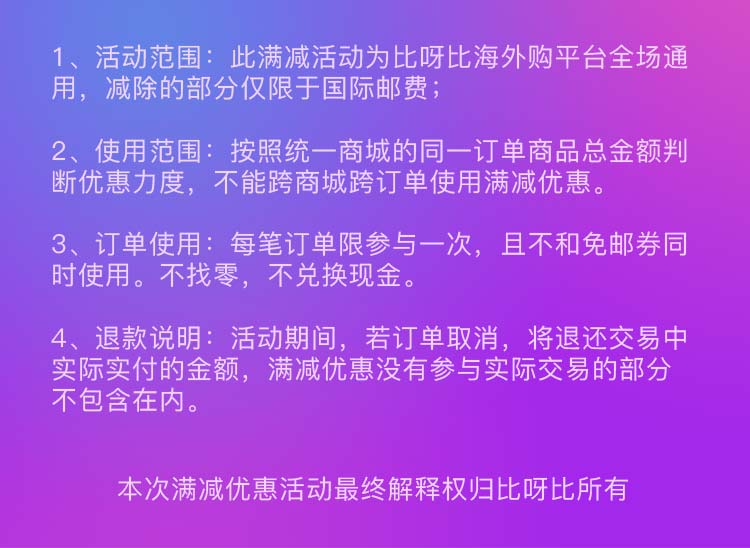 1、活动范围：此满减活动为比呀比海外购平台全场通
用，减除的部分仅限于国际邮费；
2、使用范围：按照统一商城的同一订单商品总金额判
断优惠力度，不能跨商城跨订单使用满减优惠。
3、订单使用：每笔订单限参与一次，且不和免邮券同
时使用。不找零，不兑换现金。
4、退款说明：活动期间，若订单取消，将退还交易中
实际实付的金额，满减优惠没有参与实际交易的部分
不包含在内。
本次满减优惠活动最终解释权归比呀比所有